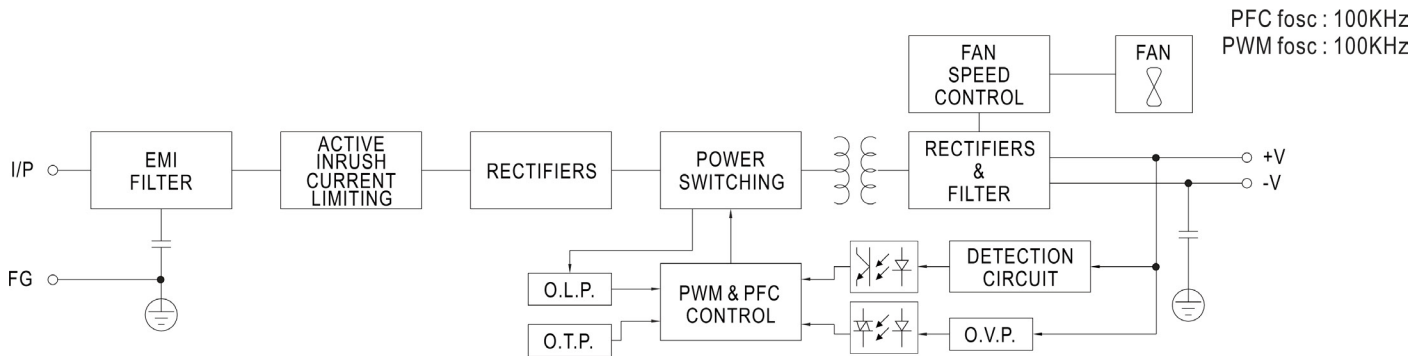 PFC fosc : 100KHz
PWM fosc : 100KHz
FAN
SPEED
CONTROL
FAN
I/P
EMI
FILTER
ACTIVE
INRUSH
CURRENT
LIMITING
RECTIFIERS
POWER
SWITCHING
RECTIFIERS
&
FILTER
+V
-V
FG
O.L.P.
O.T.P.
PWM & PFC
CONTROL
DETECTION
CIRCUIT
O.V.P.